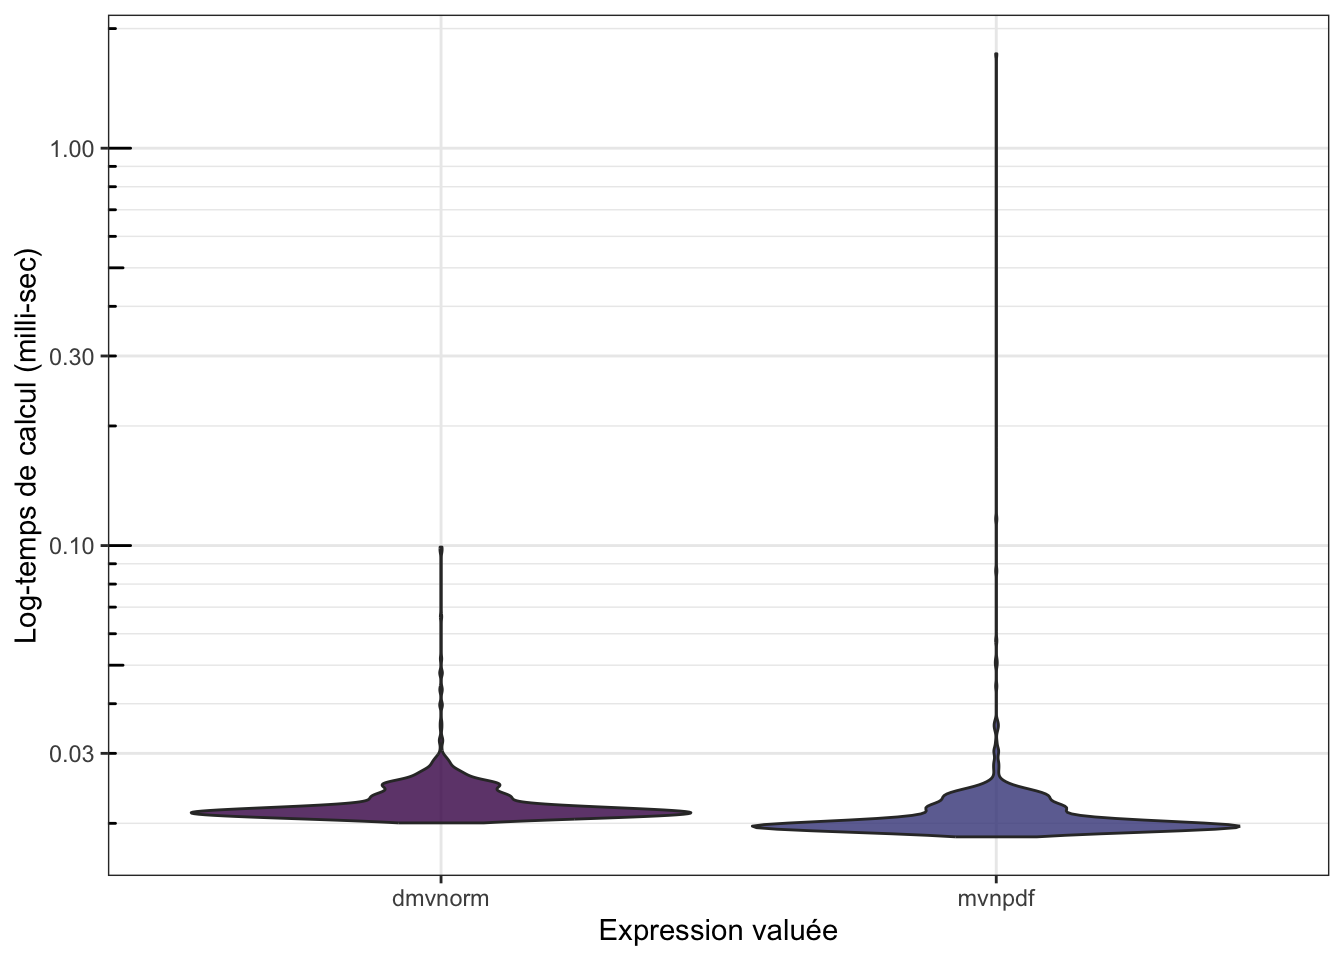 Log-temps de calcul (milli-sec)
1.00
0.30
0.10
0.03
dmvnorm
mvnpdf
Expression valuée